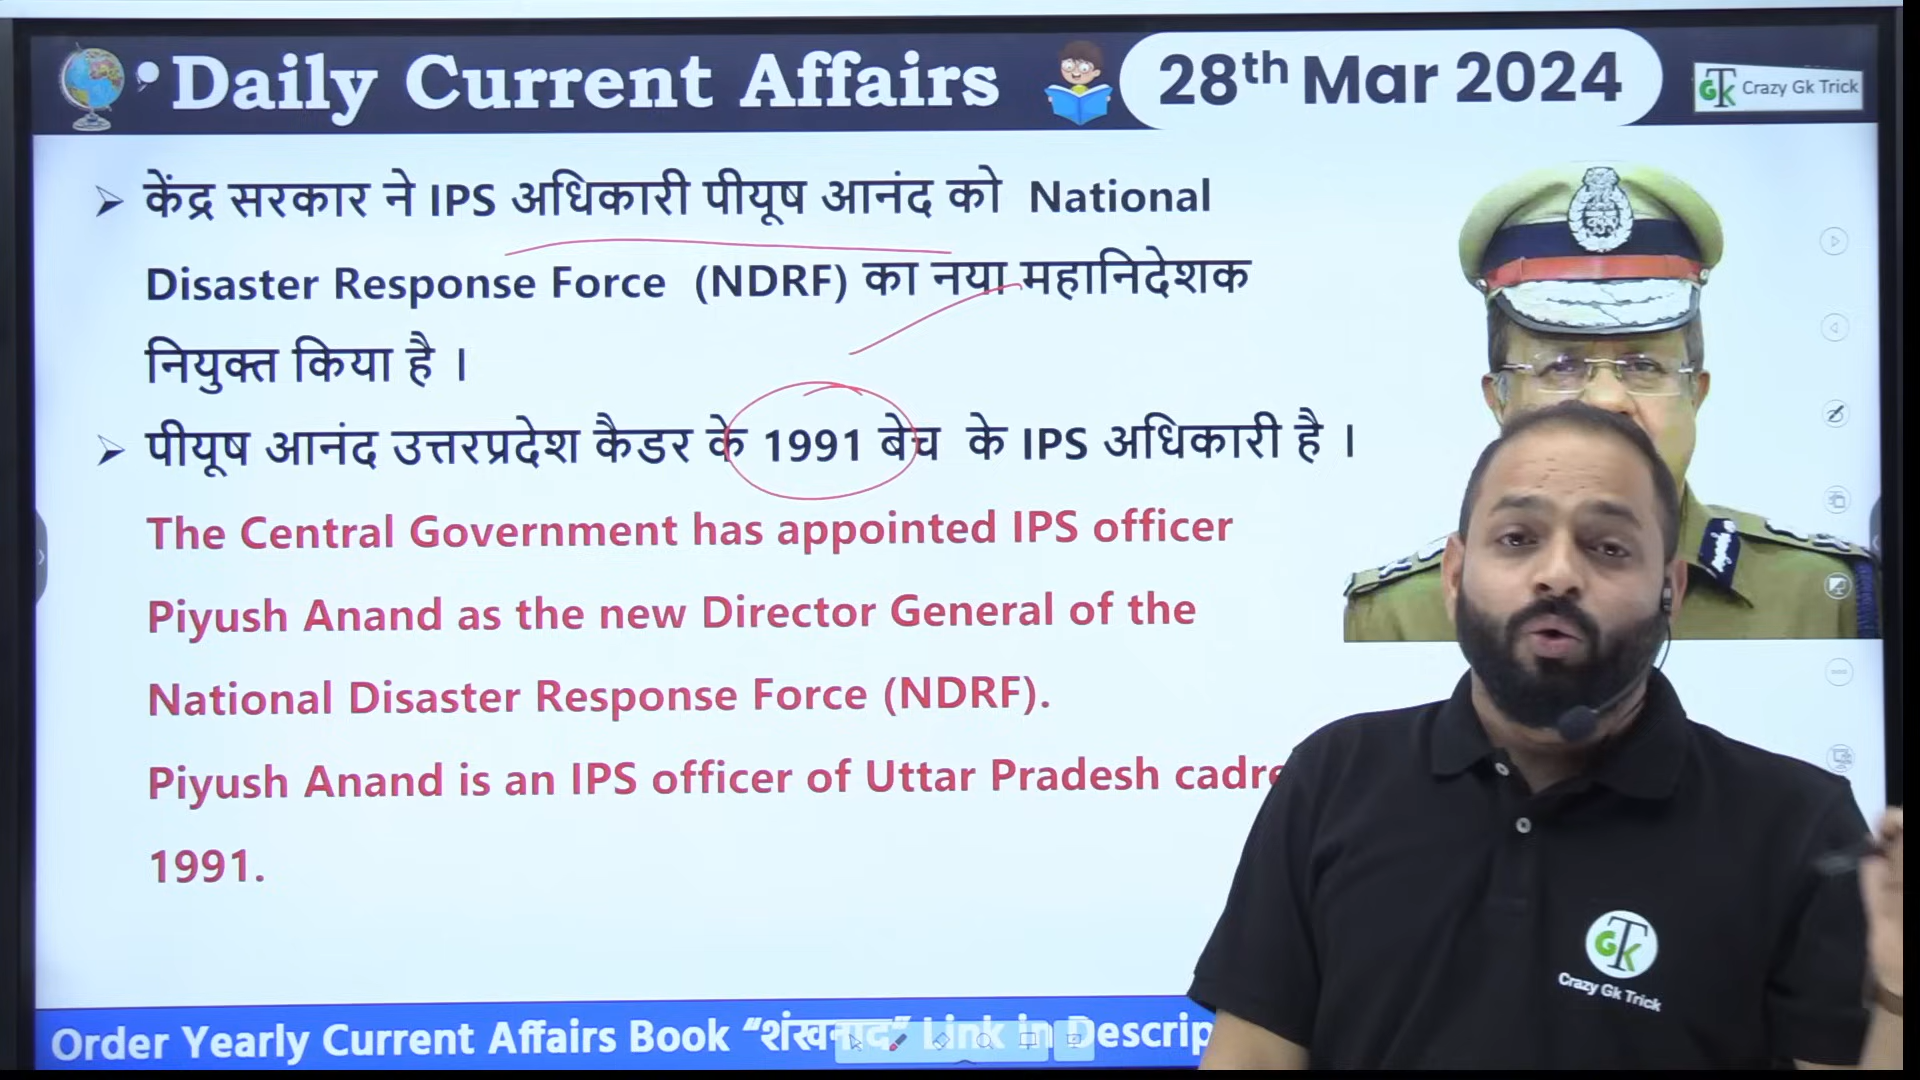 Daily Current Affairs
28th Mar 2024
GTK Crazy Gk Trick
➢ केंद्र सरकार ने IPS अधिकारी पीयूष आनंद को National
Disaster Response Force (NDRF) का नया महानिदेशक
नियुक्त किया है ।
➢ पीयूष आनंद उत्तरप्रदेश कैडर के 1991 बेच के IPS अधिकारी है ।
The Central Government has appointed IPS officer
Piyush Anand as the new Director General of the
National Disaster Response Force (NDRF).
Piyush Anand is an IPS officer of Uttar Pradesh cadre
1991.
GTK
Crazy Gk Trick
Order Yearly Current Affairs Book “शंखनाद” Link in Descrip